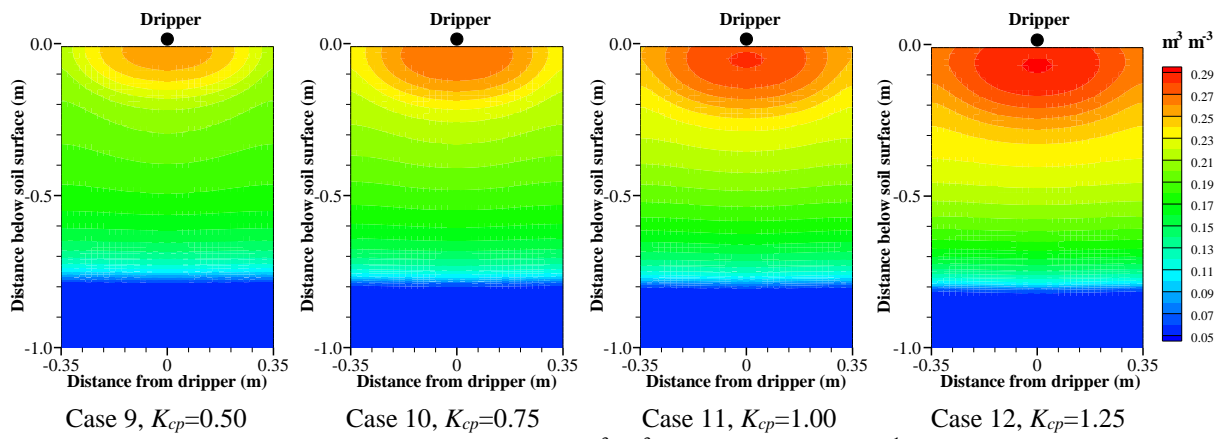 Dripper Dripper Dripper Dripper
m³ m⁻³
0.0 0.0 0.0 0.0
-0.5 -0.5 -0.5 -0.5
-1.0 -1.0 -1.0 -1.0
Distance below soil surface (m) Distance below soil surface (m) Distance below soil surface (m) Distance below soil surface (m)
0.29
0.27
0.25
0.23
0.21
0.19
0.17
0.15
0.13
0.11
0.09
0.07
0.05
-0.35 0 0.35 -0.35 0 0.35 -0.35 0 0.35 -0.35 0 0.35
Distance from dripper (m) Distance from dripper (m) Distance from dripper (m) Distance from dripper (m)
Case 9, Kcp=0.50 Case 10, Kcp=0.75 Case 11, Kcp=1.00 Case 12, Kcp=1.25